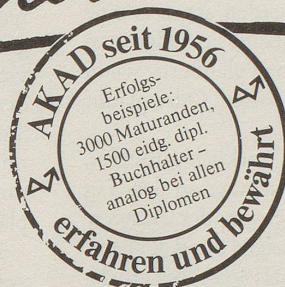 AKAD seit 1956
Erfolgs-
beispiele:
3000 Maturanden,
1500 eidg. dipl.
Buchhalter –
analog bei allen
Diplomen
erfahren und bewährt